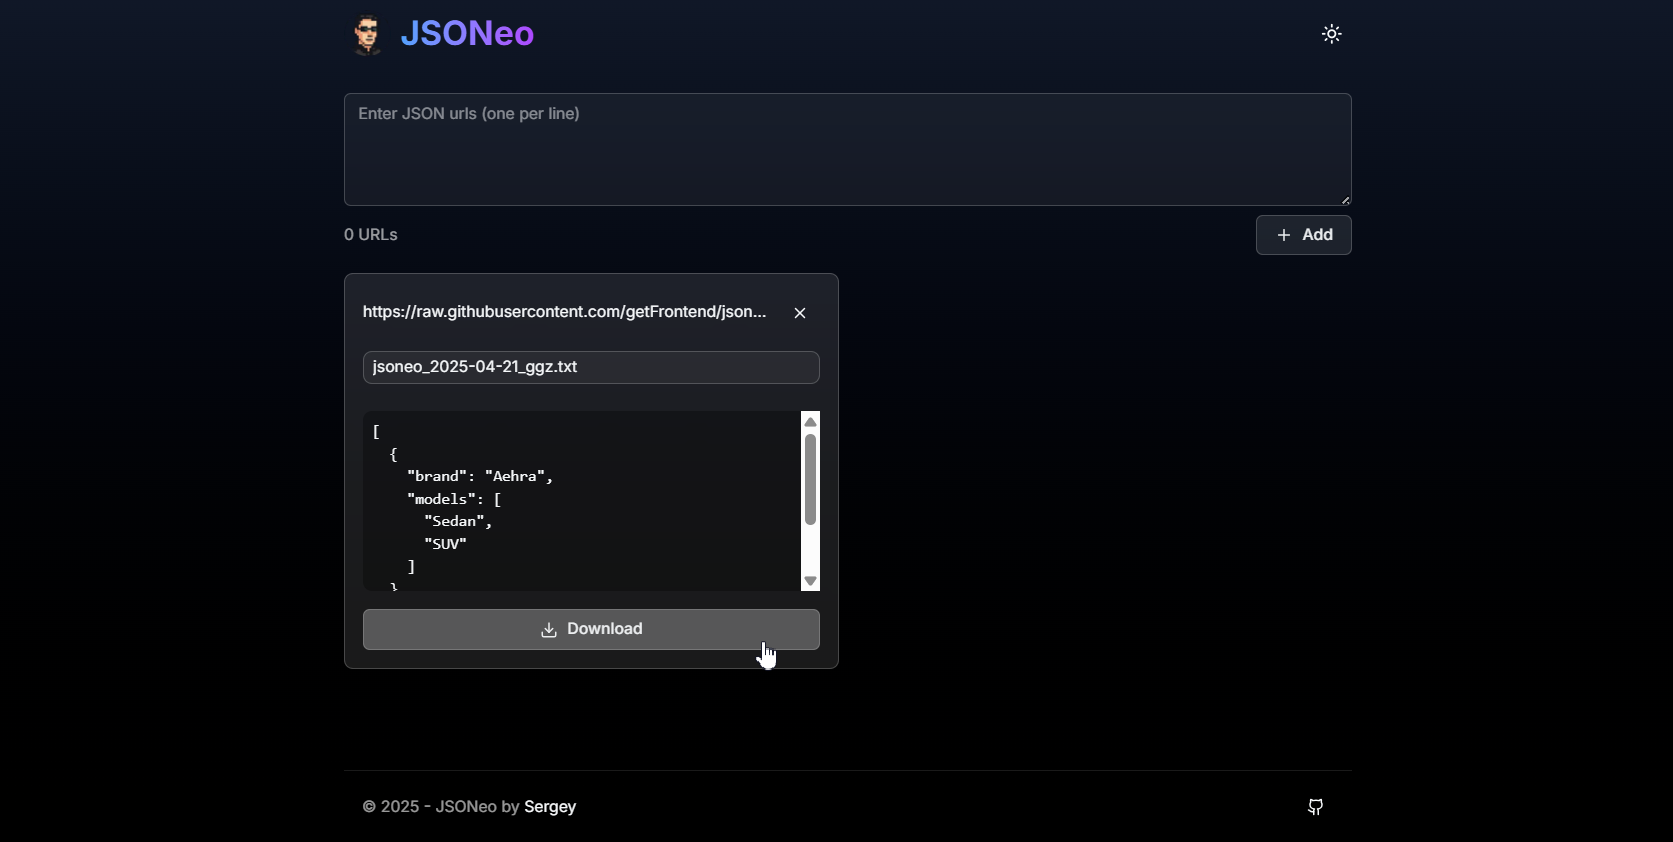 JSONeo
Enter JSON urls (one per line)
0 URLs
Add
https://raw.githubusercontent.com/getFrontend/json...
jsoneo_2025-04-21_ggz.txt
[
  {
    "brand": "Aehra",
    "models": [
      "Sedan",
      "SUV"
    ]
  }
Download
© 2025 - JSONeo by Sergey